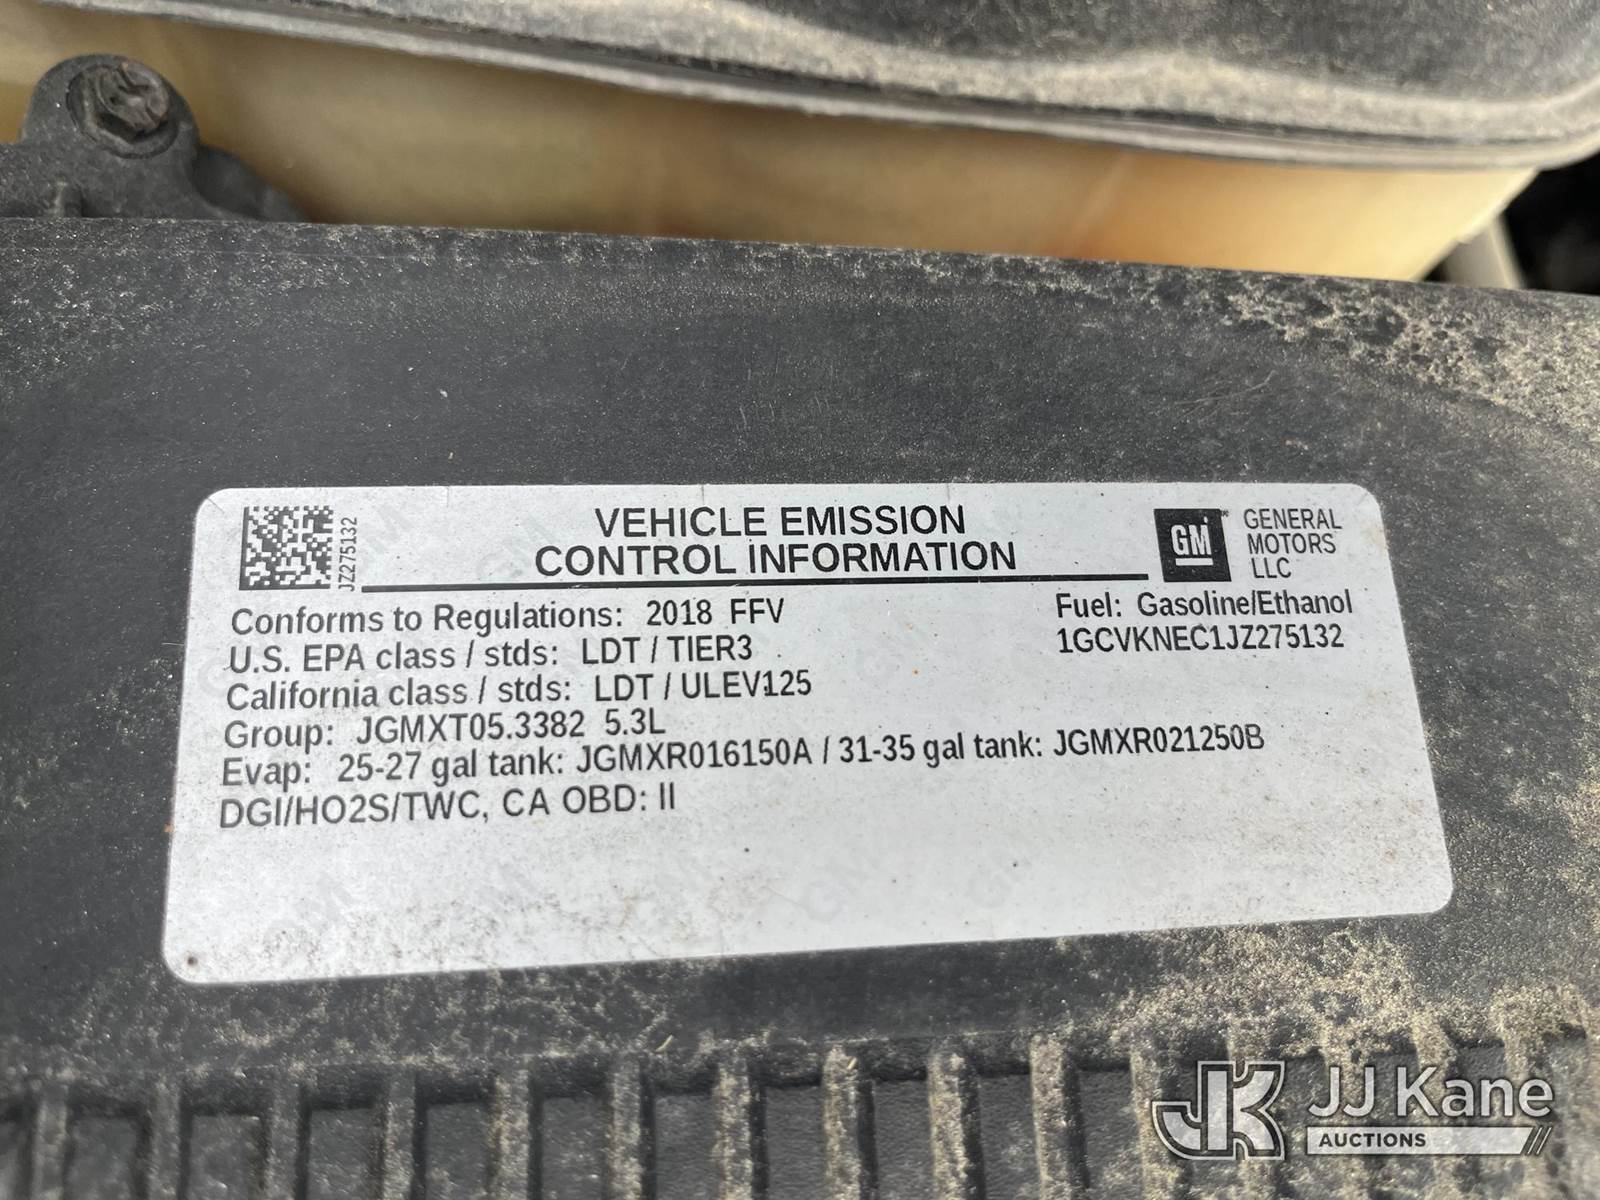 JZ275132
VEHICLE EMISSION
CONTROL INFORMATION
GM
GENERAL
MOTORS
LLC
Conforms to Regulations: 2018 FFV
Fuel: Gasoline/Ethanol
U.S. EPA class / stds: LDT / TIER3
1GCVKNEC1JZ275132
California class / stds: LDT / ULEV125
Group: JGMXT05.3382 5.3L
Evap: 25-27 gal tank: JGMXR016150A / 31-35 gal tank: JGMXR021250B
DGI/HO2S/TWC, CA OBD: II
JK JJ Kane
AUCTIONS